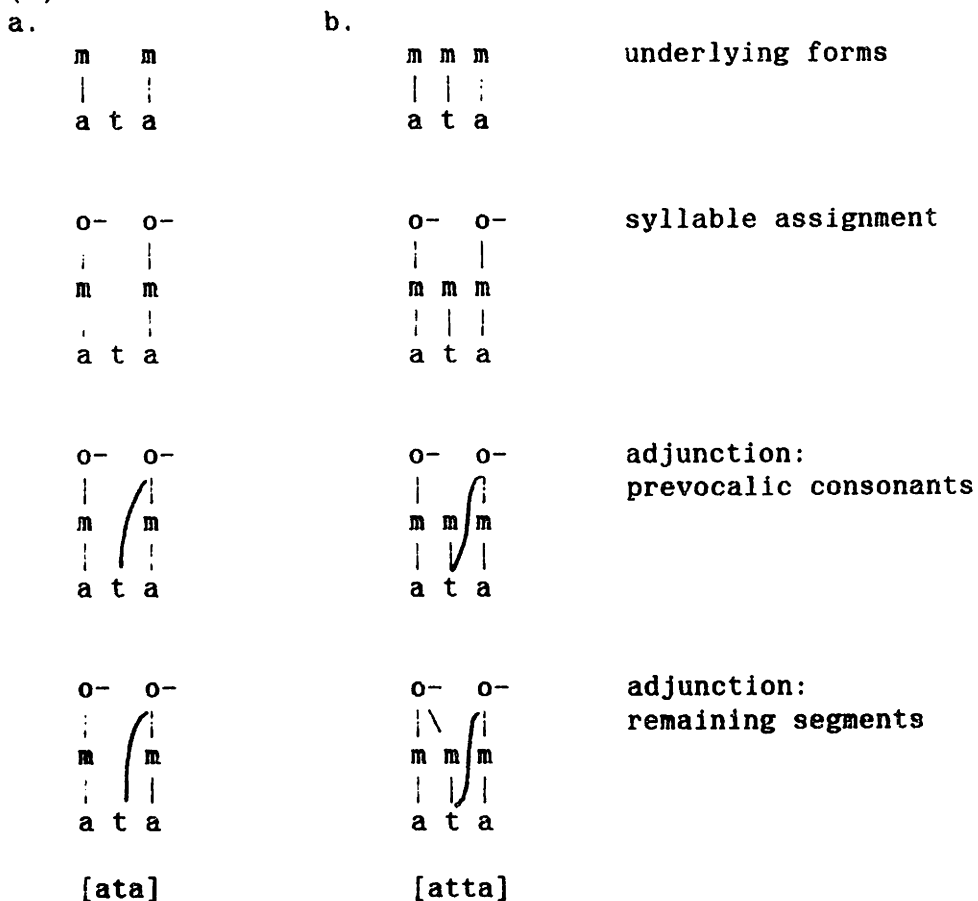 a. b.
m m m m m underlying forms
a t a a t a
o- o- o- o- syllable assignment
m m m m m
a t a a t a
o- o- o- o- adjunction:
prevocalic consonants
m m m m m
a t a a t a
o- o- o- o- adjunction:
remaining segments
m m m m m
a t a a t a
[ata] [atta]